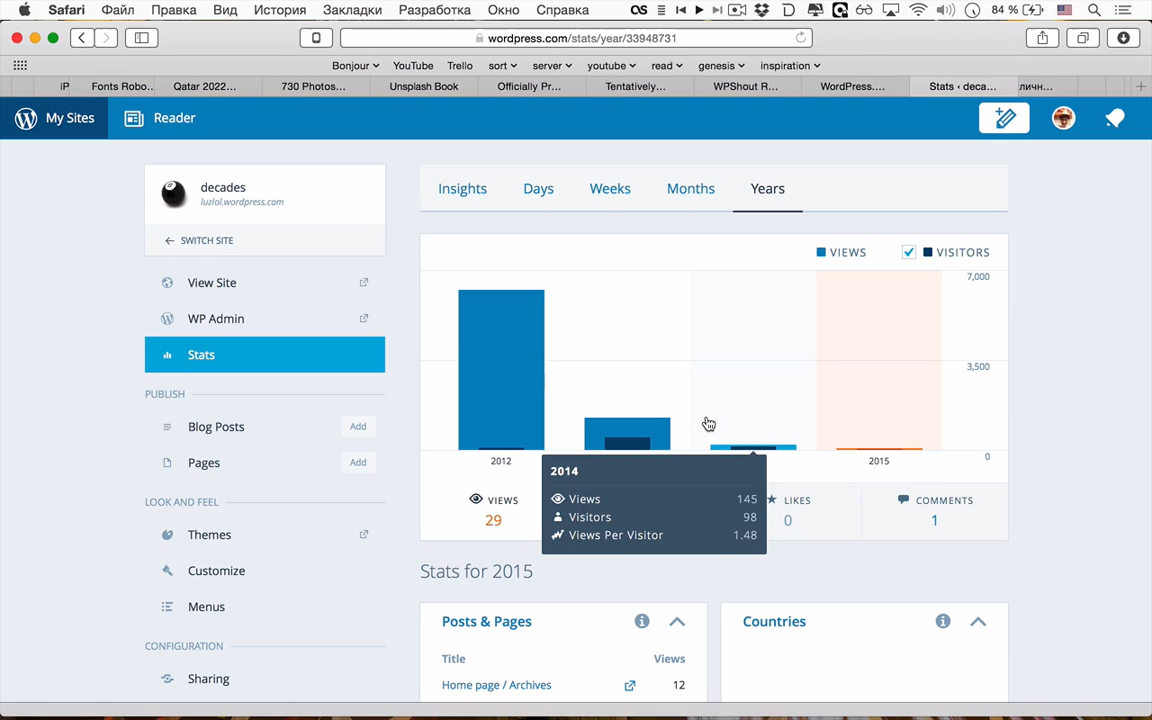 Safari Файл Правка Вид История Закладки Разработка Окно Справка 84 %
wordpress.com/stats/year/33948731
Bonjour YouTube Trello sort server youtube read genesis inspiration
iP Fonts Robo... Qatar 2022... 730 Photos... Unsplash Book Officially Pr... Tentatively... WPShout R... WordPress.... Stats ‹ deca... личн...
My Sites Reader
decades
luzlol.wordpress.com
SWITCH SITE
View Site
WP Admin
Stats
PUBLISH
Blog Posts Add
Pages Add
LOOK AND FEEL
Themes
Customize
Menus
CONFIGURATION
Sharing
Insights Days Weeks Months Years
VIEWS VISITORS
7,000
3,500
0
2012 2015
2014
Views 145
Visitors 98
Views Per Visitor 1.48
VIEWS LIKES COMMENTS
29 0 1
Stats for 2015
Posts & Pages
Title Views
Home page / Archives 12
Countries